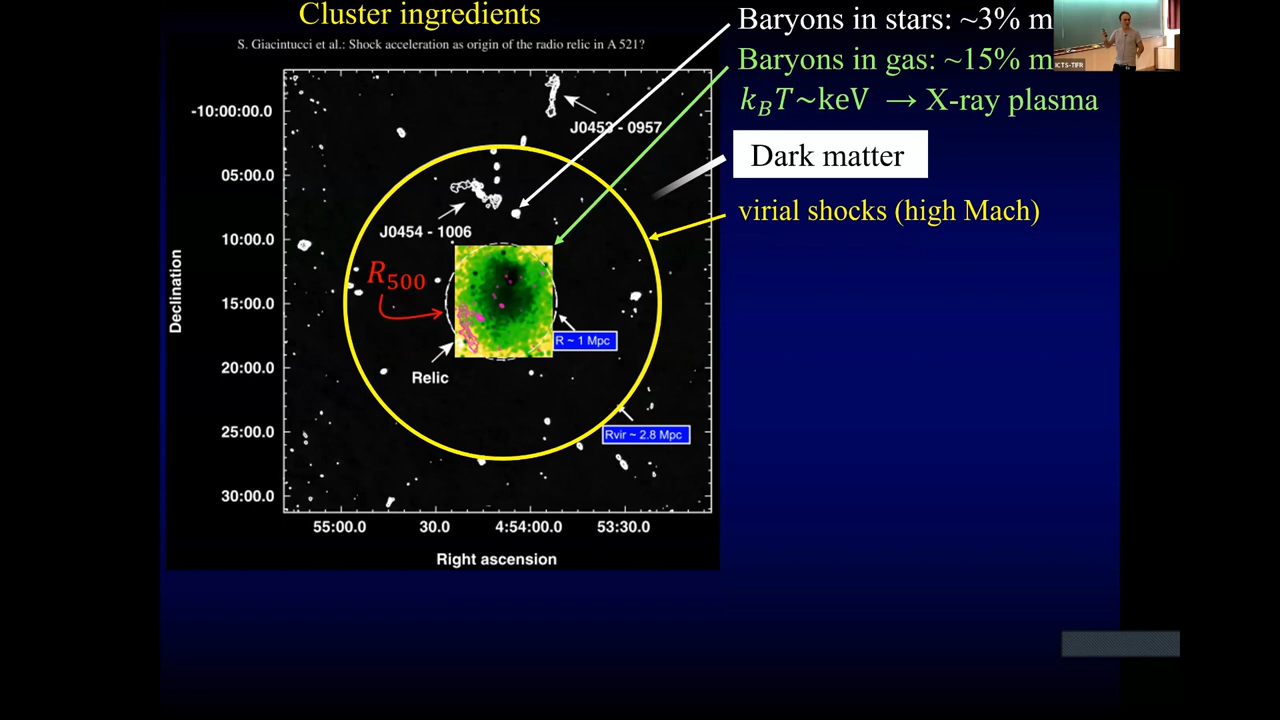 Cluster ingredients
S. Giacintucci et al.: Shock acceleration as origin of the radio relic in A 521?
Baryons in stars: ~3% m
Baryons in gas: ~15% m
k_BT~keV → X-ray plasma
Dark matter
virial shocks (high Mach)
ICTS-TIFR
-10:00:00.0
05:00.0
10:00.0
15:00.0
20:00.0
25:00.0
30:00.0
Declination
J0453 - 0957
J0454 - 1006
R500
R ~ 1 Mpc
Relic
Rvir ~ 2.8 Mpc
55:00.0
30.0
4:54:00.0
53:30.0
Right ascension